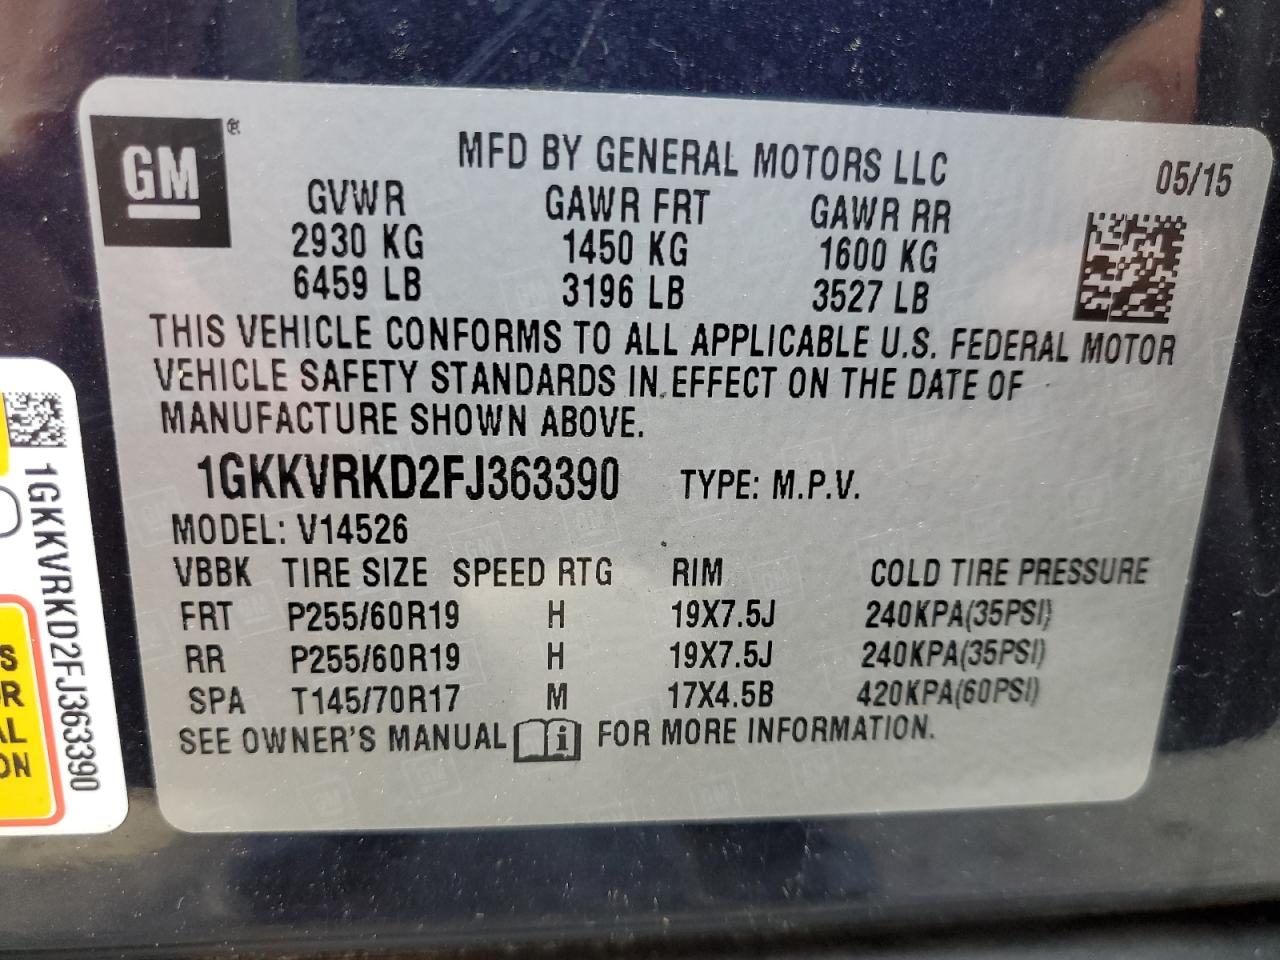 GM ®
MFD BY GENERAL MOTORS LLC
05/15
GVWR GAWR FRT GAWR RR
2930 KG 1450 KG 1600 KG
6459 LB 3196 LB 3527 LB
THIS VEHICLE CONFORMS TO ALL APPLICABLE U.S. FEDERAL MOTOR
VEHICLE SAFETY STANDARDS IN EFFECT ON THE DATE OF
MANUFACTURE SHOWN ABOVE.
1GKKVRKD2FJ363390 TYPE: M.P.V.
MODEL: V14526
VBBK TIRE SIZE SPEED RTG RIM COLD TIRE PRESSURE
FRT P255/60R19 H 19X7.5J 240KPA(35PSI)
RR P255/60R19 H 19X7.5J 240KPA(35PSI)
SPA T145/70R17 M 17X4.5B 420KPA(60PSI)
SEE OWNER'S MANUAL i FOR MORE INFORMATION.
1GKKVRKD2FJ363390
S
R
AL
ON